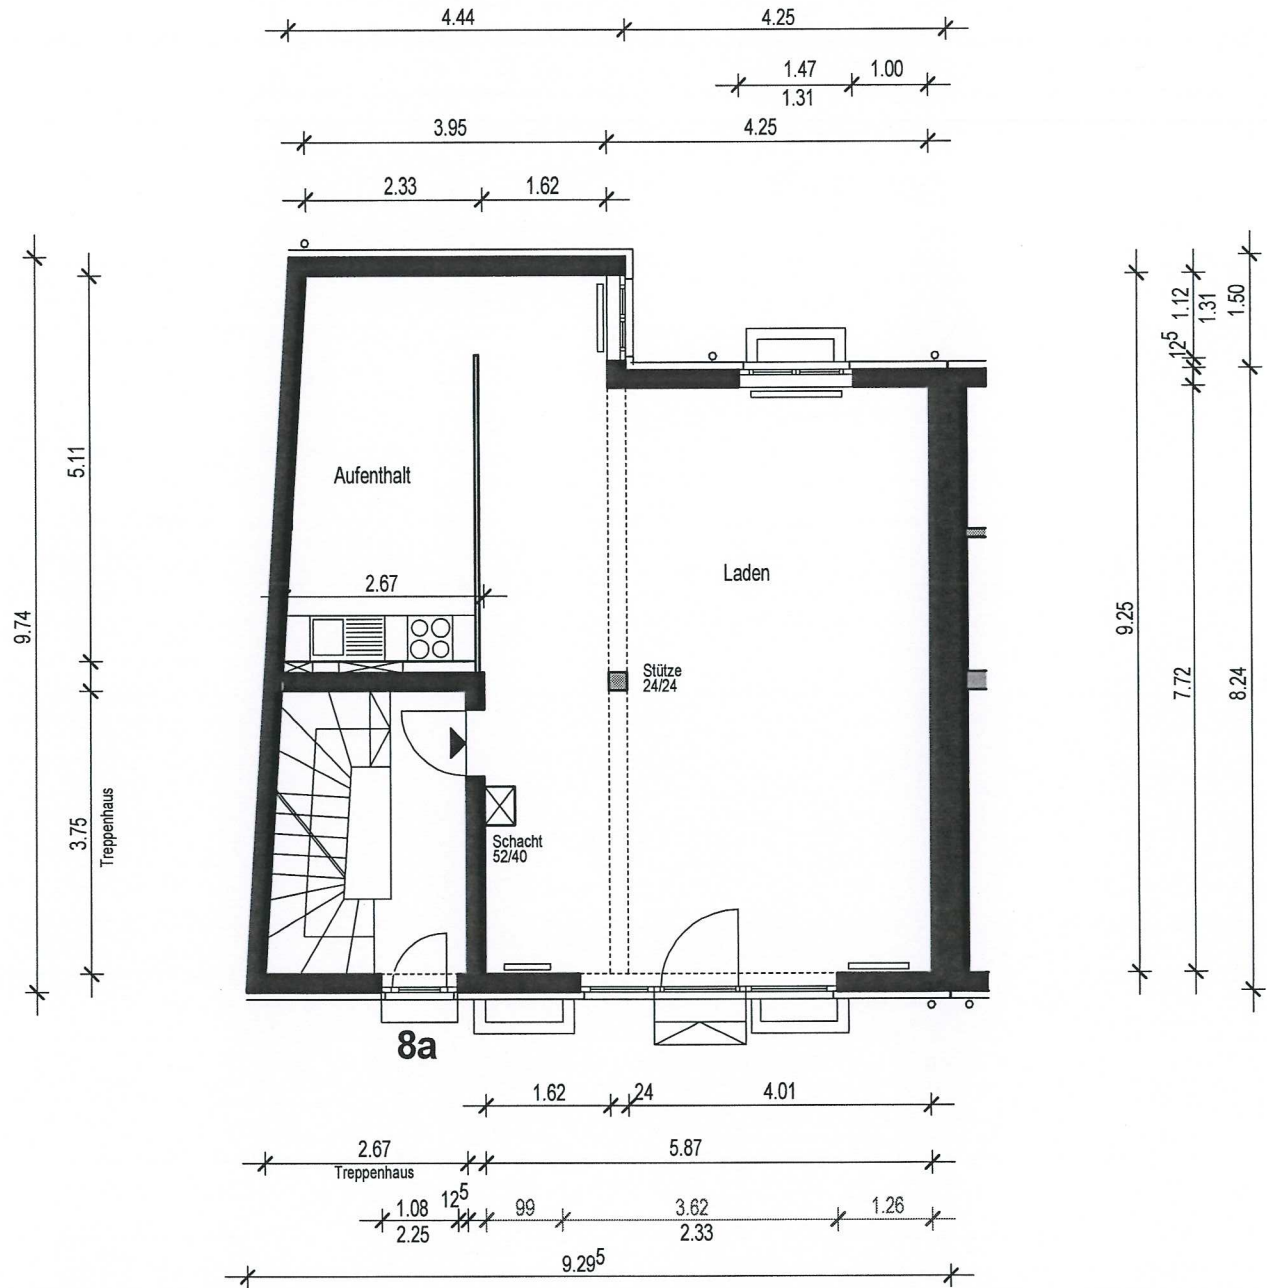 4.44 4.25
1.47 1.00
1.31
3.95 4.25
2.33 1.62
1.12
1.31
1.50
12⁵
5.11
Aufenthalt
2.67
Laden
9.74
9.25
Stütze
24/24
7.72
8.24
3.75
Treppenhaus
Schacht
52/40
8a
1.62 24 4.01
2.67 5.87
Treppenhaus
1.08 12⁵ 99 3.62 1.26
2.25 2.33
9.29⁵